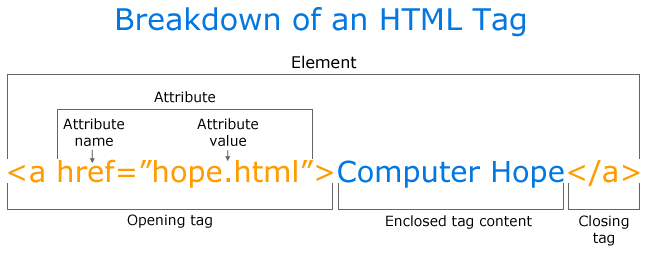 Breakdown of an HTML Tag
Element
Attribute
Attribute name
Attribute value
<a href=”hope.html”>Computer Hope</a>
Opening tag
Enclosed tag content
Closing tag